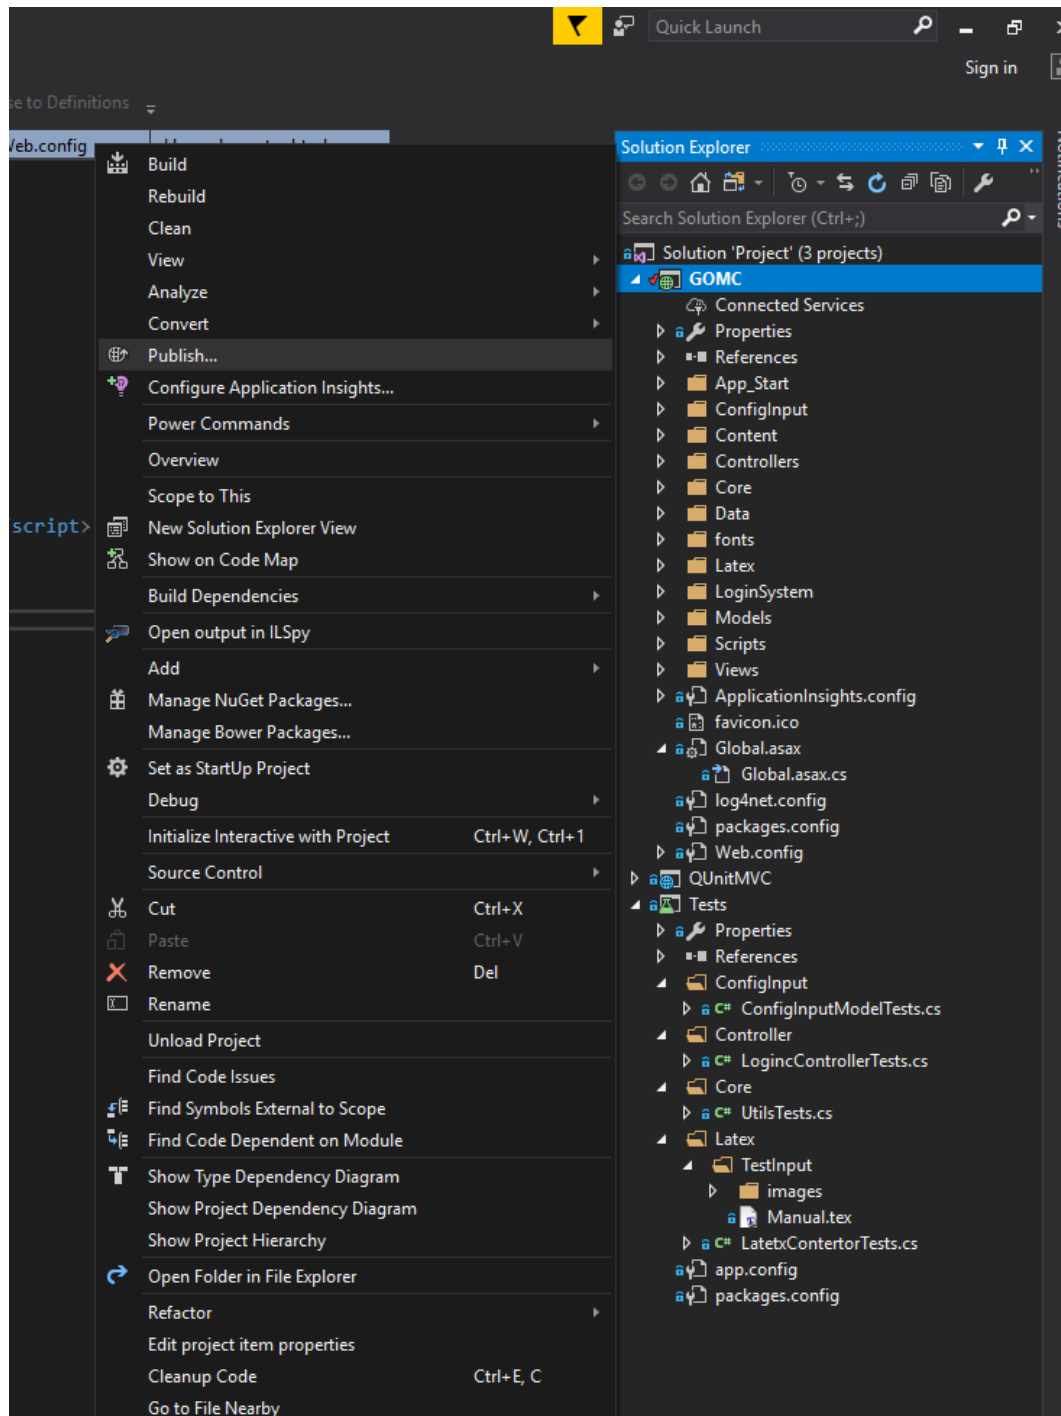 Quick Launch
Sign in
se to Definitions
Web.config
Build
Rebuild
Clean
View
Analyze
Convert
Publish...
Configure Application Insights...
Power Commands
Overview
Scope to This
New Solution Explorer View
Show on Code Map
Build Dependencies
Open output in ILSpy
Add
Manage NuGet Packages...
Manage Bower Packages...
Set as StartUp Project
Debug
Initialize Interactive with Project Ctrl+W, Ctrl+1
Source Control
Cut Ctrl+X
Paste Ctrl+V
Remove Del
Rename
Unload Project
Find Code Issues
Find Symbols External to Scope
Find Code Dependent on Module
Show Type Dependency Diagram
Show Project Dependency Diagram
Show Project Hierarchy
Open Folder in File Explorer
Refactor
Edit project item properties
Cleanup Code Ctrl+E, C
Go to File Nearby
script>
Solution Explorer
Search Solution Explorer (Ctrl+;)
Solution 'Project' (3 projects)
GOMC
Connected Services
Properties
References
App_Start
ConfigInput
Content
Controllers
Core
Data
fonts
Latex
LoginSystem
Models
Scripts
Views
ApplicationInsights.config
favicon.ico
Global.asax
Global.asax.cs
log4net.config
packages.config
Web.config
QUnitMVC
Tests
Properties
References
ConfigInput
C# ConfigInputModelTests.cs
Controller
C# LogincControllerTests.cs
Core
C# UtilsTests.cs
Latex
TestInput
images
Manual.tex
C# LatetxContertorTests.cs
app.config
packages.config
Notifications